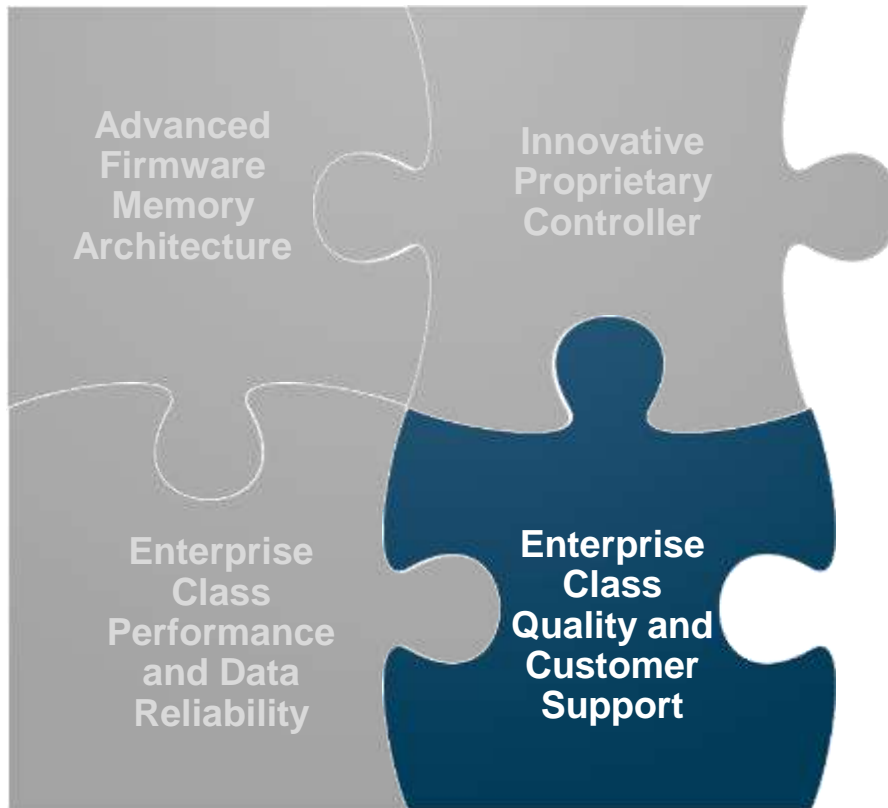 Advanced
Firmware
Memory
Architecture
Innovative
Proprietary
Controller
Enterprise
Class
Performance
and Data
Reliability
Enterprise
Class
Quality and
Customer
Support